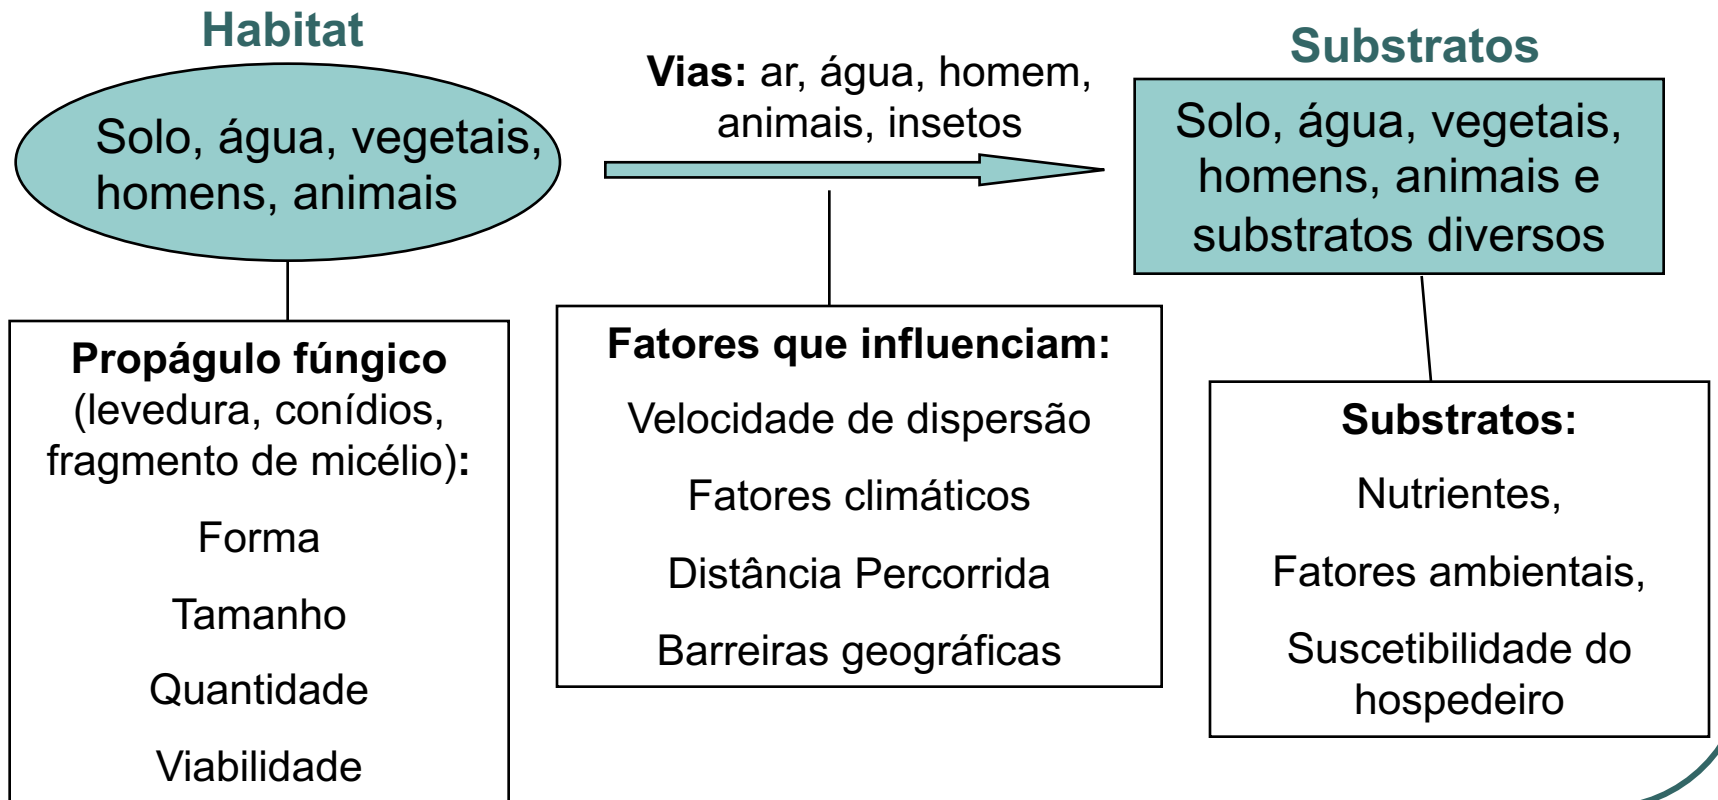 Habitat
Solo, água, vegetais,
homens, animais
Propágulo fúngico
(levedura, conídios,
fragmento de micélio):
Forma
Tamanho
Quantidade
Viabilidade
Vias: ar, água, homem,
animais, insetos
Fatores que influenciam:
Velocidade de dispersão
Fatores climáticos
Distância Percorrida
Barreiras geográficas
Substratos
Solo, água, vegetais,
homens, animais e
substratos diversos
Substratos:
Nutrientes,
Fatores ambientais,
Suscetibilidade do
hospedeiro